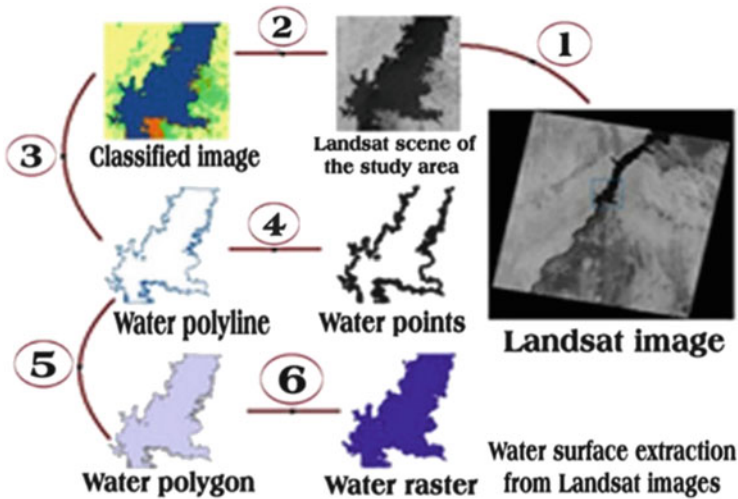 2
1
Classified image
Landsat scene of
the study area
3
4
Water polyline
Water points
Landsat image
5
6
Water polygon
Water raster
Water surface extraction
from Landsat images